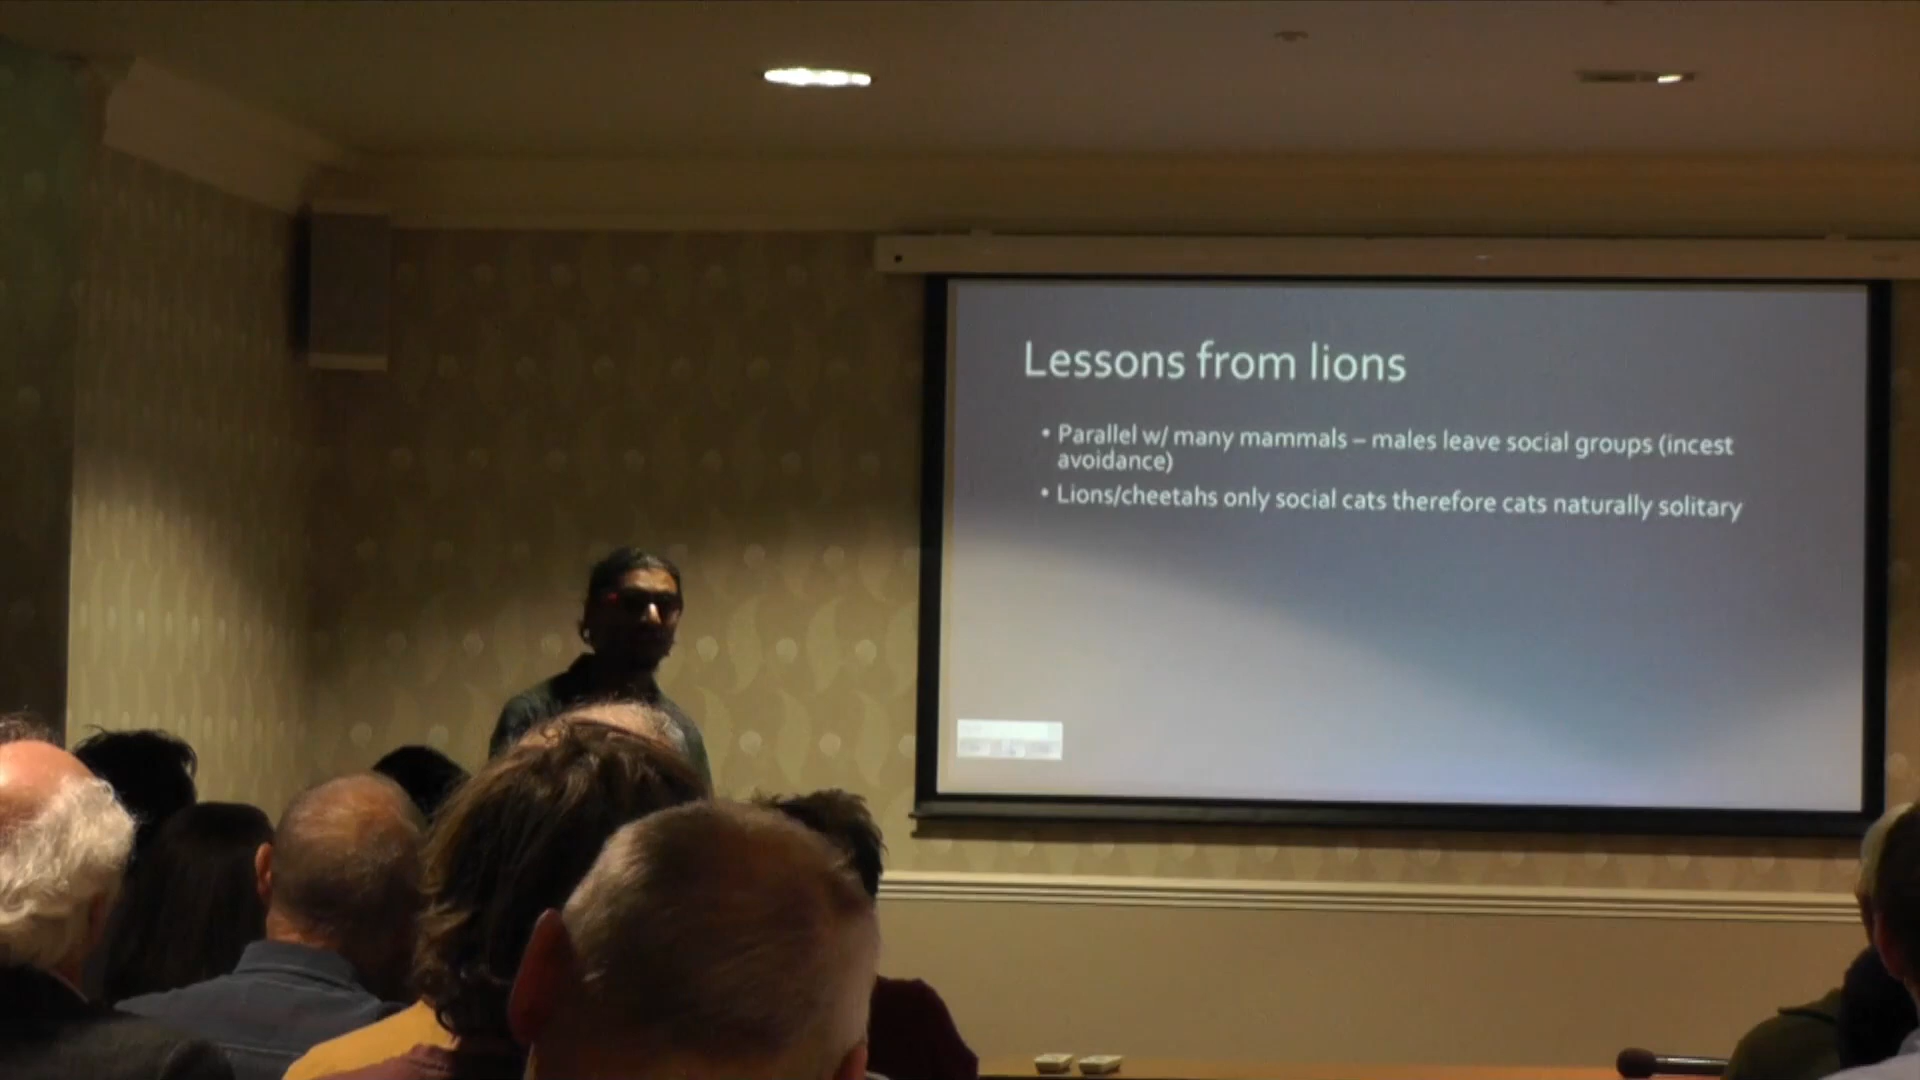 Lessons from lions
• Parallel w/ many mammals – males leave social groups (incest
avoidance)
• Lions/cheetahs only social cats therefore cats naturally solitary